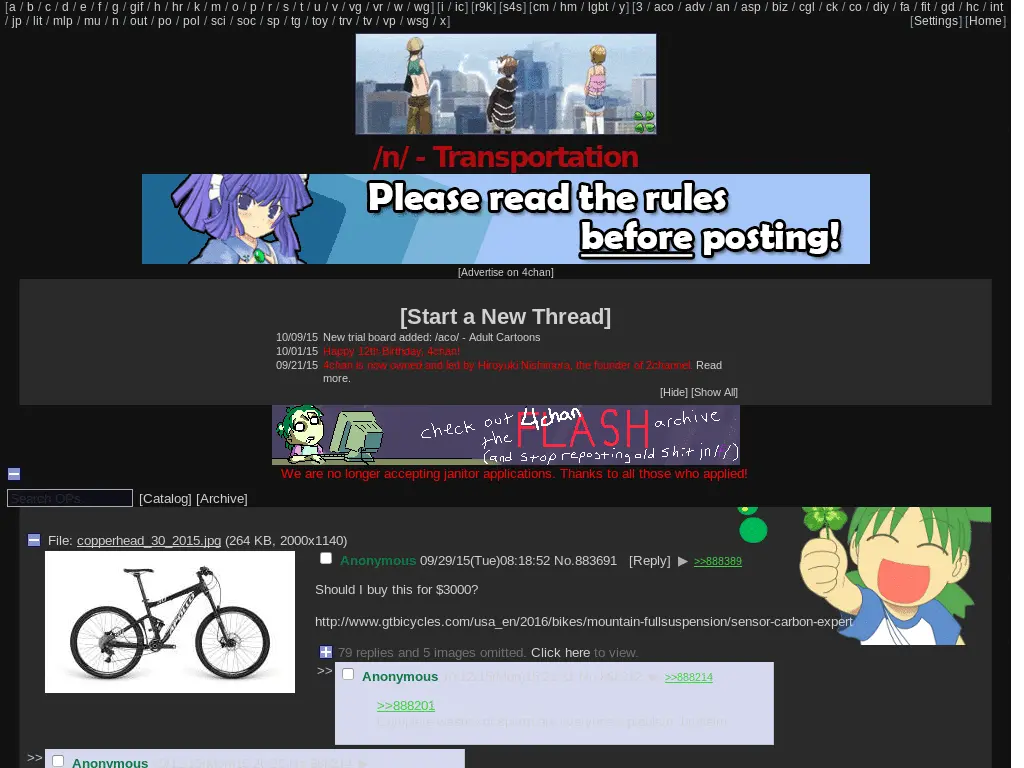 [a / b / c / d / e / f / g / gif / h / hr / k / m / o / p / r / s / t / u / v / vg / vr / w / wg] [i / ic] [r9k] [s4s] [cm / hm / lgbt / y] [3 / aco / adv / an / asp / biz / cgl / ck / co / diy / fa / fit / gd / hc / int
/ jp / lit / mlp / mu / n / out / po / pol / sci / soc / sp / tg / toy / trv / tv / vp / wsg / x]
[Settings] [Home]
/n/ - Transportation
Please read the rules
before posting!
[Advertise on 4chan]
[Start a New Thread]
10/09/15 New trial board added: /aco/ - Adult Cartoons
10/01/15 Happy 12th Birthday, 4chan!
09/21/15 4chan is now owned and led by Hiroyuki Nishimura, the founder of 2channel. Read
more.
[Hide] [Show All]
check out 4chan
the FLASH archive
(and stop reposting old shit jn//)
We are no longer accepting janitor applications. Thanks to all those who applied!
Search OPs...
[Catalog] [Archive]
File: copperhead_30_2015.jpg (264 KB, 2000x1140)
APOLLO
Anonymous 09/29/15(Tue)08:18:52 No.883691 [Reply] ▶ >>888389
Should I buy this for $3000?
http://www.gtbicycles.com/usa_en/2016/bikes/mountain-fullsuspension/sensor-carbon-expert
79 replies and 5 images omitted. Click here to view.
>> Anonymous >>888214
>>888201
>> Anonymous